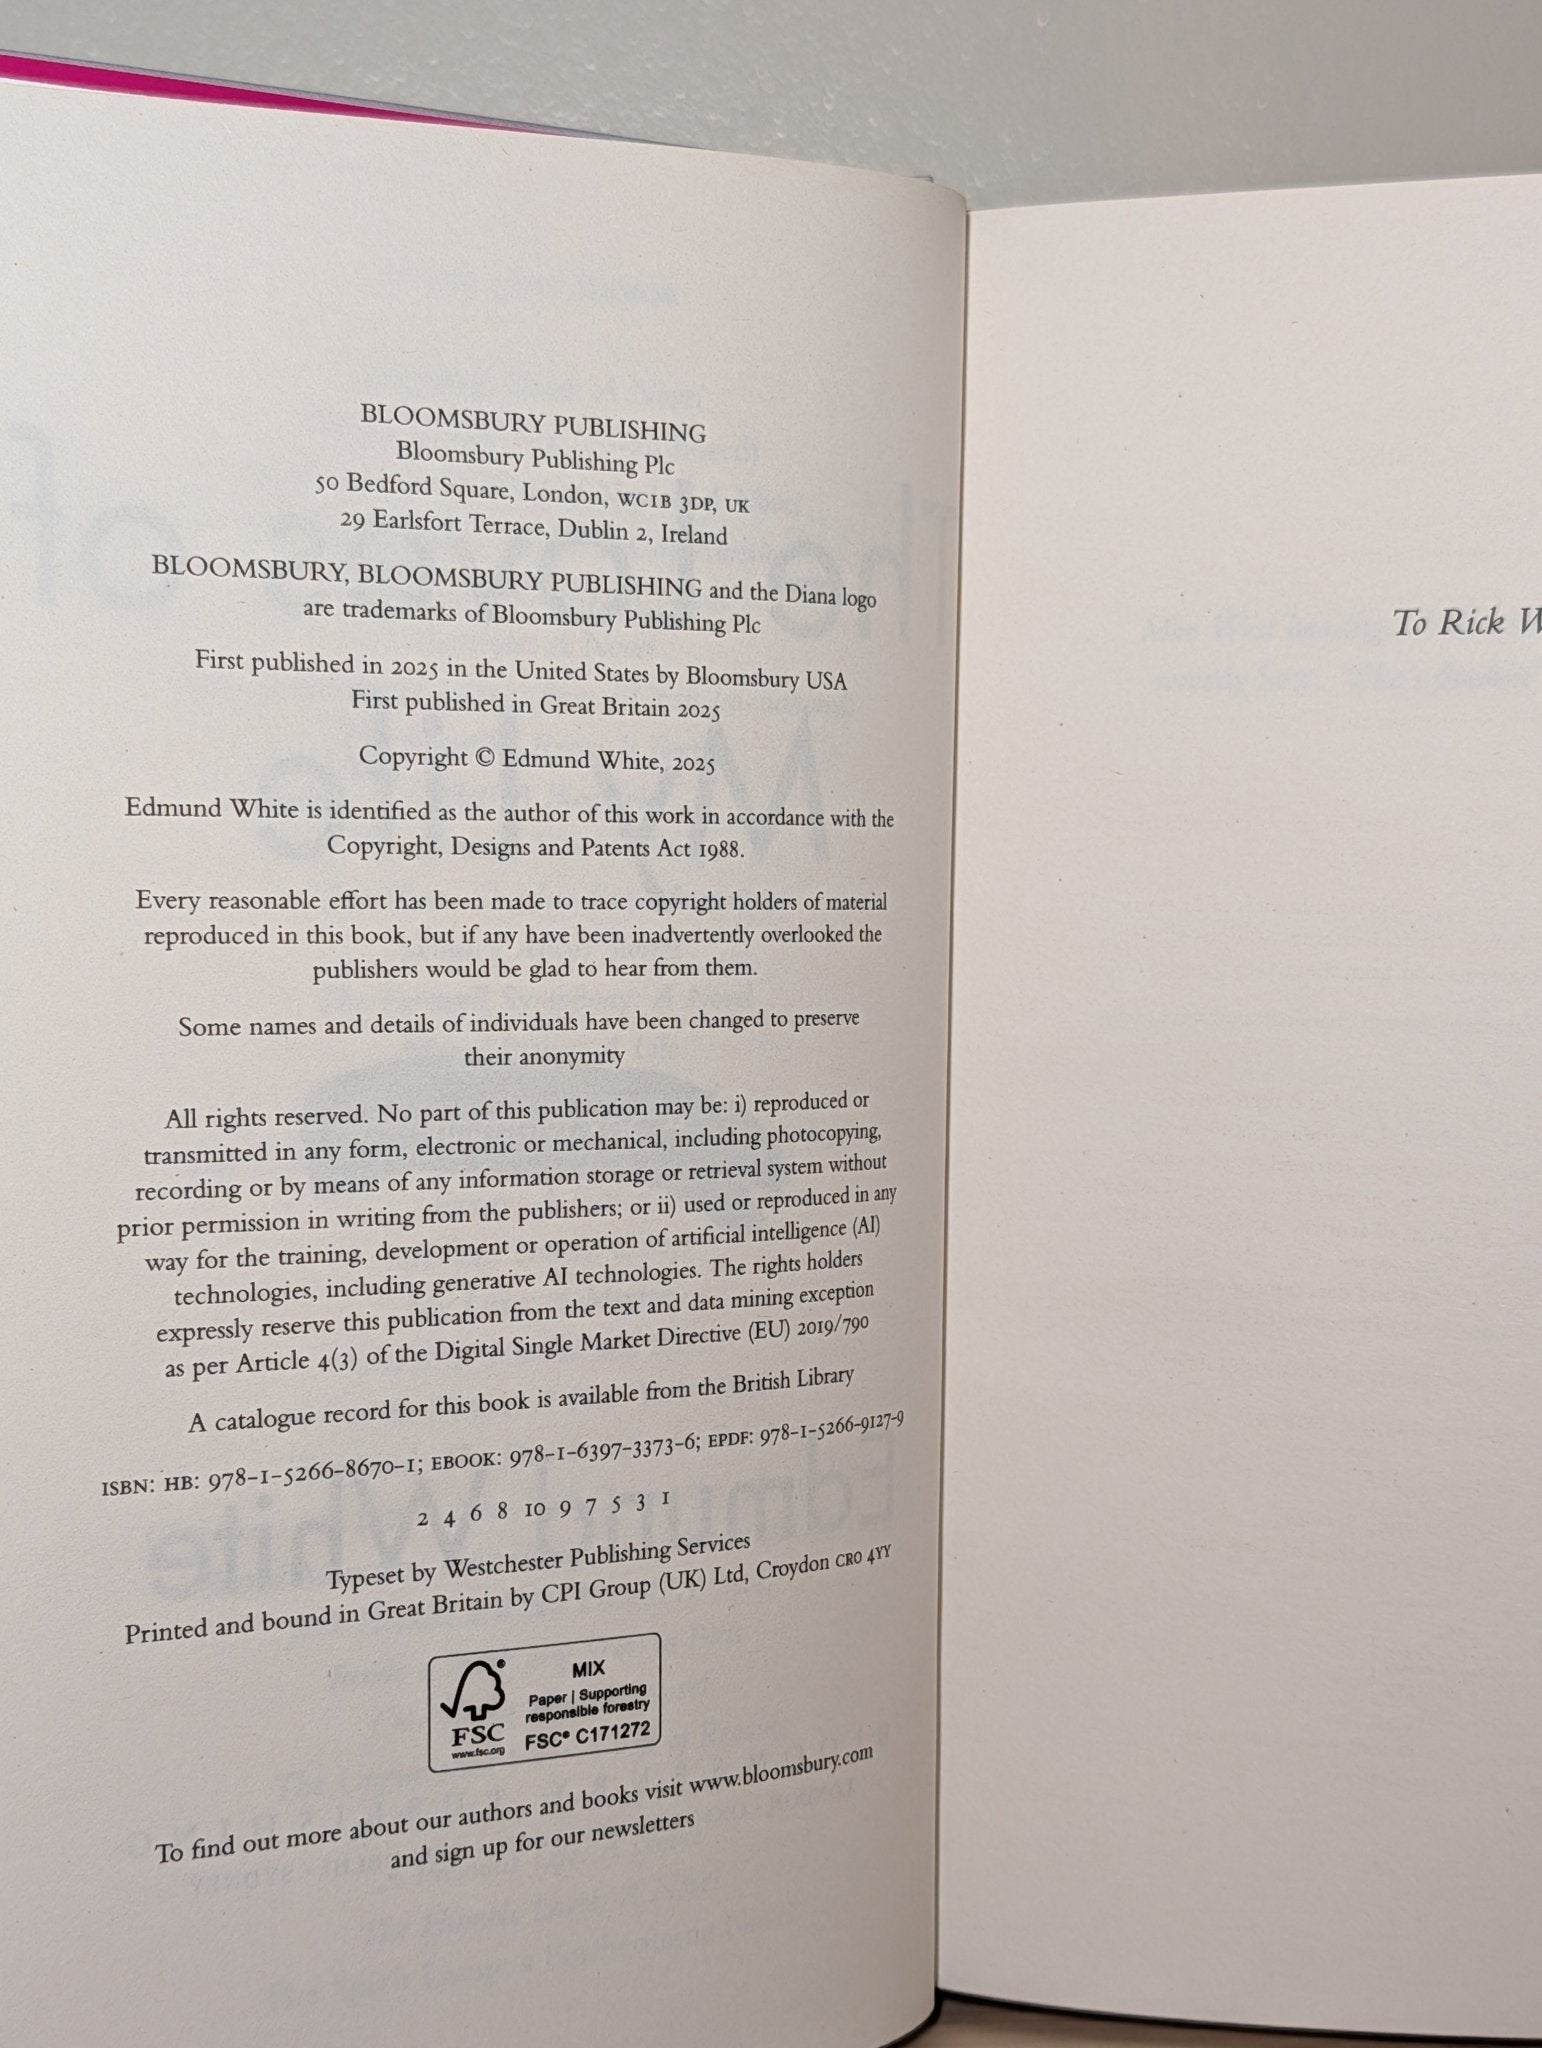 BLOOMSBURY PUBLISHING
Bloomsbury Publishing Plc
50 Bedford Square, London, WC1B 3DP, UK
29 Earlsfort Terrace, Dublin 2, Ireland
BLOOMSBURY, BLOOMSBURY PUBLISHING and the Diana logo
are trademarks of Bloomsbury Publishing Plc
First published in 2025 in the United States by Bloomsbury USA
First published in Great Britain 2025
Copyright © Edmund White, 2025
Edmund White is identified as the author of this work in accordance with the
Copyright, Designs and Patents Act 1988.
Every reasonable effort has been made to trace copyright holders of material
reproduced in this book, but if any have been inadvertently overlooked the
publishers would be glad to hear from them.
Some names and details of individuals have been changed to preserve
their anonymity
All rights reserved. No part of this publication may be: i) reproduced or
transmitted in any form, electronic or mechanical, including photocopying,
recording or by means of any information storage or retrieval system without
prior permission in writing from the publishers; or ii) used or reproduced in any
way for the training, development or operation of artificial intelligence (AI)
technologies, including generative AI technologies. The rights holders
expressly reserve this publication from the text and data mining exception
as per Article 4(3) of the Digital Single Market Directive (EU) 2019/790
A catalogue record for this book is available from the British Library
ISBN: HB: 978-1-5266-8670-1; EBOOK: 978-1-6397-3373-6; EPDF: 978-1-5266-9127-9
2 4 6 8 10 9 7 5 3 1
Typeset by Westchester Publishing Services
Printed and bound in Great Britain by CPI Group (UK) Ltd, Croydon CR0 4YY
MIX
Paper | Supporting
responsible forestry
FSC® C171272
FSC
www.fsc.org
To find out more about our authors and books visit www.bloomsbury.com
and sign up for our newsletters
To Rick